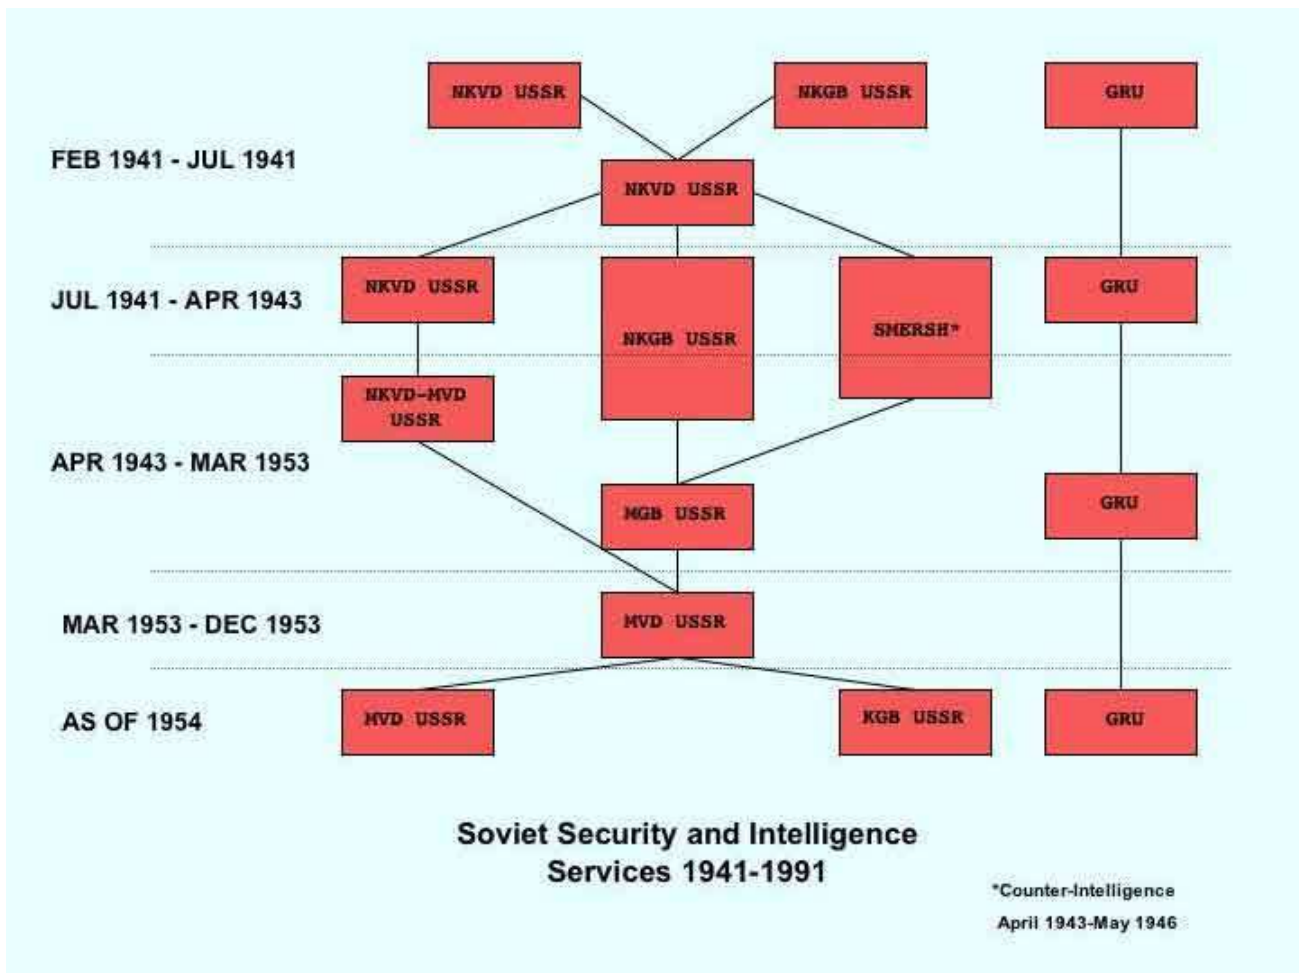 NKVD USSR
NKGB USSR
GRU
FEB 1941 - JUL 1941
NKVD USSR
JUL 1941 - APR 1943
NKVD USSR
NKGB USSR
SMERSH*
GRU
NKVD-MVD
USSR
APR 1943 - MAR 1953
MGB USSR
GRU
MAR 1953 - DEC 1953
MVD USSR
AS OF 1954
MVD USSR
KGB USSR
GRU
Soviet Security and Intelligence
Services 1941-1991
*Counter-Intelligence
April 1943-May 1946